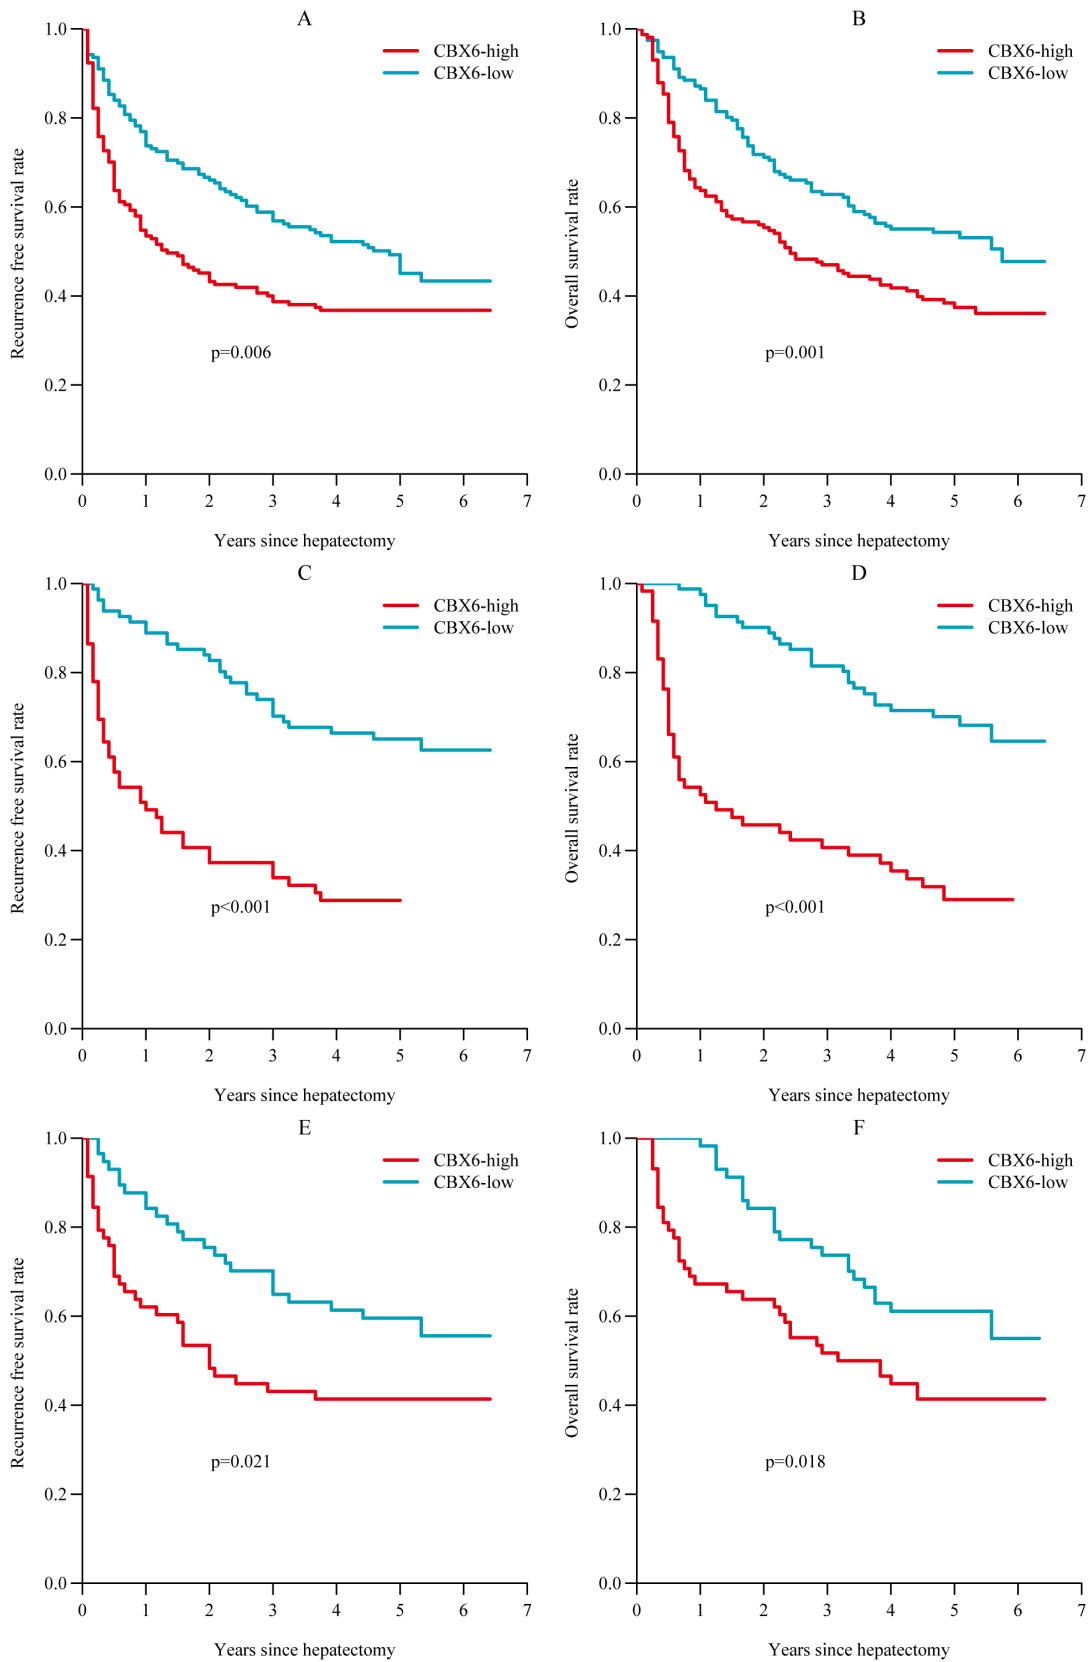 A
1.0
0.8
0.6
0.4
0.2
0.0
Recurrence free survival rate
CBX6-high
CBX6-low
p=0.006
0 1 2 3 4 5 6 7
Years since hepatectomy
B
1.0
0.8
0.6
0.4
0.2
0.0
Overall survival rate
CBX6-high
CBX6-low
p=0.001
0 1 2 3 4 5 6 7
Years since hepatectomy
C
1.0
0.8
0.6
0.4
0.2
0.0
Recurrence free survival rate
CBX6-high
CBX6-low
p<0.001
0 1 2 3 4 5 6 7
Years since hepatectomy
D
1.0
0.8
0.6
0.4
0.2
0.0
Overall survival rate
CBX6-high
CBX6-low
p<0.001
0 1 2 3 4 5 6 7
Years since hepatectomy
E
1.0
0.8
0.6
0.4
0.2
0.0
Recurrence free survival rate
CBX6-high
CBX6-low
p=0.021
0 1 2 3 4 5 6 7
Years since hepatectomy
F
1.0
0.8
0.6
0.4
0.2
0.0
Overall survival rate
CBX6-high
CBX6-low
p=0.018
0 1 2 3 4 5 6 7
Years since hepatectomy